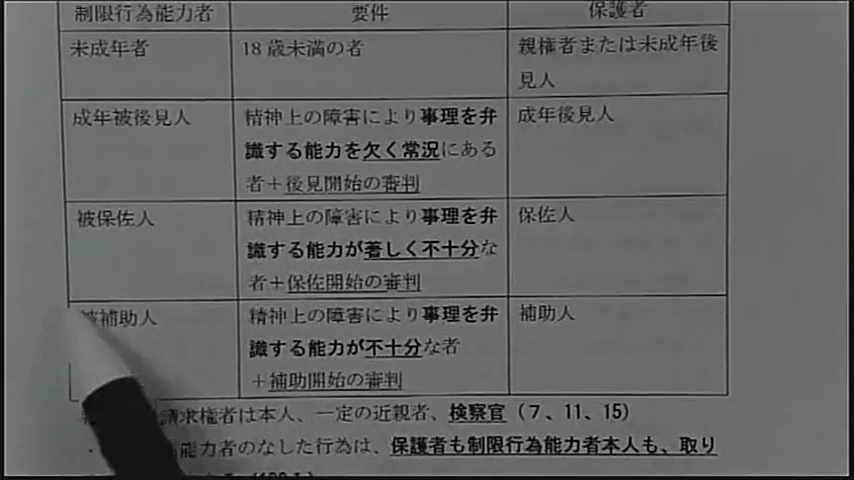 制限行為能力者 要件 保護者
未成年者 18歳未満の者 親権者または未成年後
見人
成年被後見人 精神上の障害により事理を弁 成年後見人
識する能力を欠く常況にある
者＋後見開始の審判
被保佐人 精神上の障害により事理を弁 保佐人
識する能力が著しく不十分な
者＋保佐開始の審判
被補助人 精神上の障害により事理を弁 補助人
識する能力が不十分な者
＋補助開始の審判
請求権者は本人、一定の近親者、検察官（7、11、15）
能力者のなした行為は、保護者も制限行為能力者本人も、取り